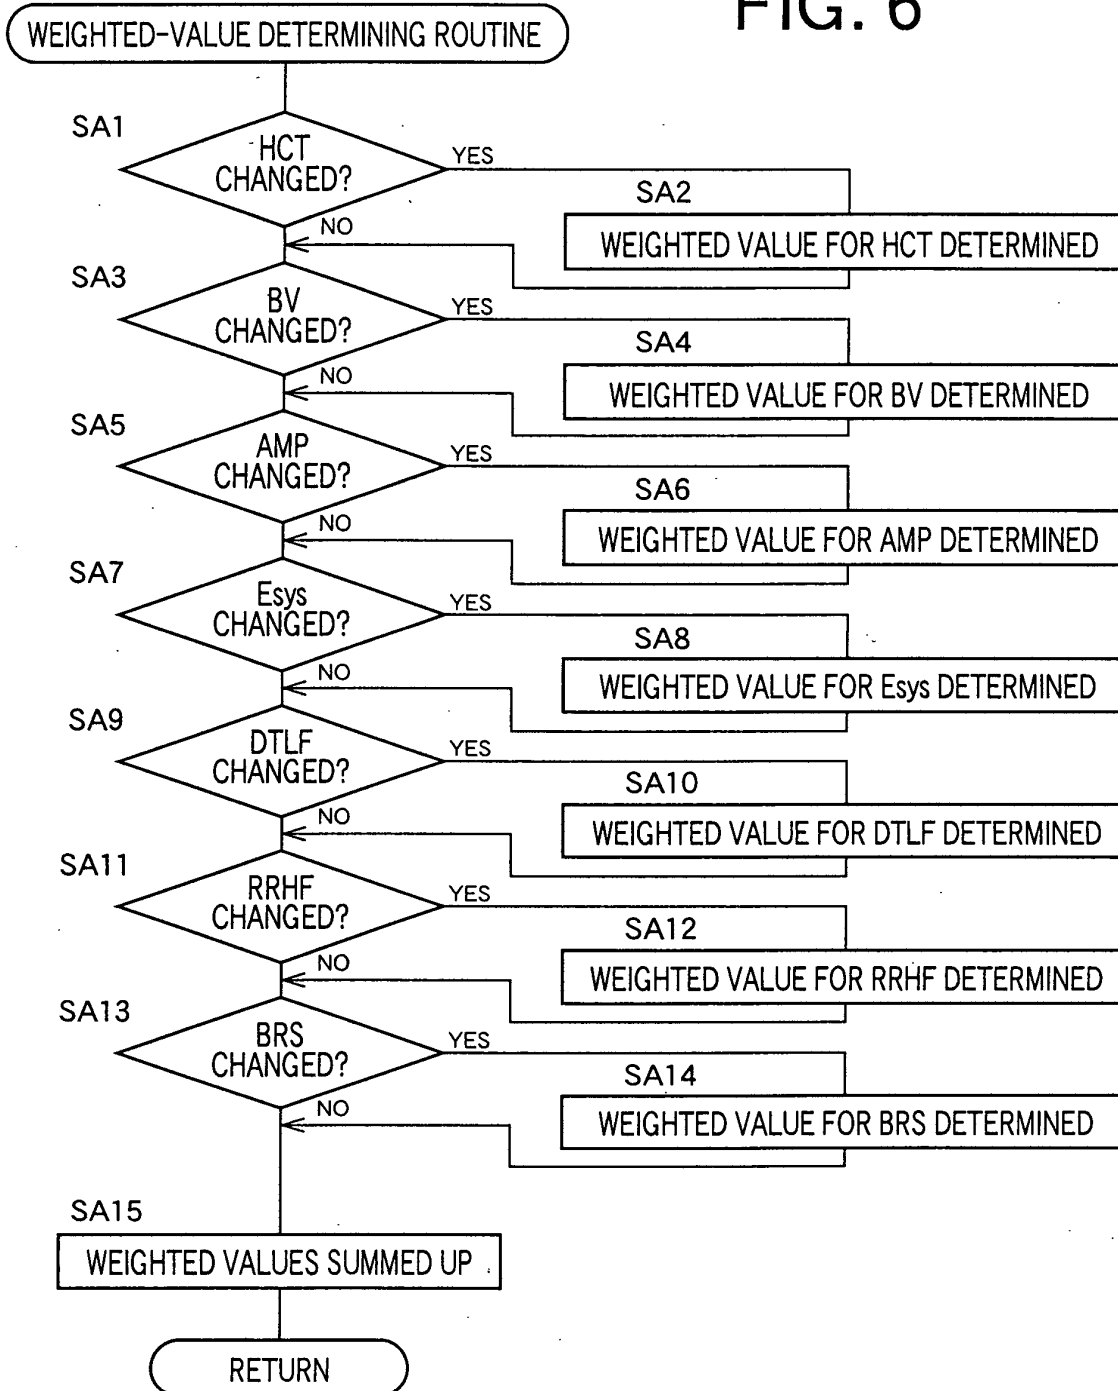 FIG. 6
WEIGHTED-VALUE DETERMINING ROUTINE
SA1
HCT
CHANGED?
YES
NO
SA2
WEIGHTED VALUE FOR HCT DETERMINED
SA3
BV
CHANGED?
YES
NO
SA4
WEIGHTED VALUE FOR BV DETERMINED
SA5
AMP
CHANGED?
YES
NO
SA6
WEIGHTED VALUE FOR AMP DETERMINED
SA7
Esys
CHANGED?
YES
NO
SA8
WEIGHTED VALUE FOR Esys DETERMINED
SA9
DTLF
CHANGED?
YES
NO
SA10
WEIGHTED VALUE FOR DTLF DETERMINED
SA11
RRHF
CHANGED?
YES
NO
SA12
WEIGHTED VALUE FOR RRHF DETERMINED
SA13
BRS
CHANGED?
YES
NO
SA14
WEIGHTED VALUE FOR BRS DETERMINED
SA15
WEIGHTED VALUES SUMMED UP
RETURN